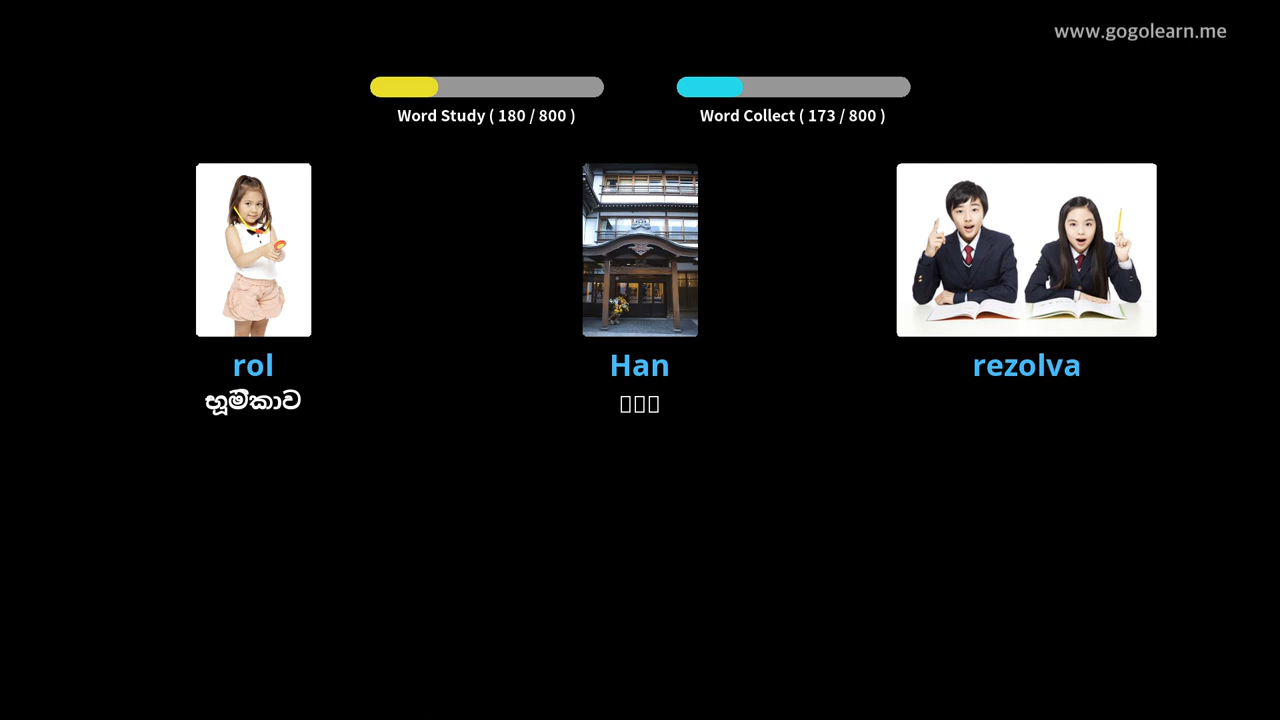 www.gogolearn.me
Word Study ( 180 / 800 )
Word Collect ( 173 / 800 )
rol
Han
rezolva
භූමිකාව